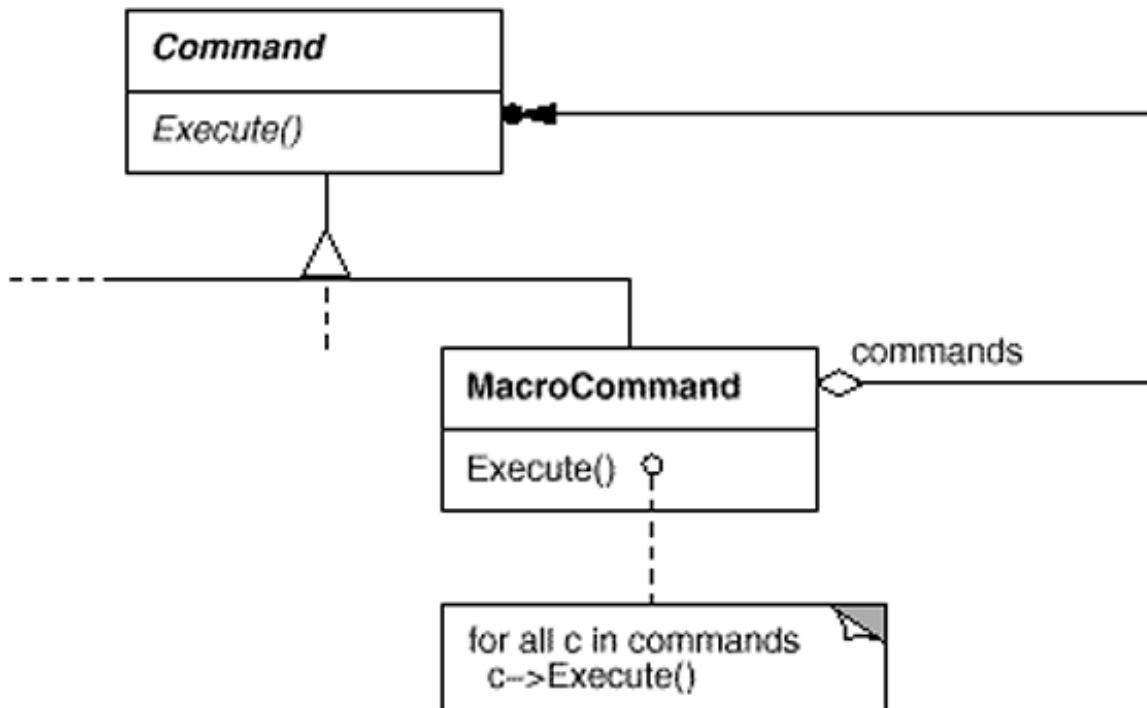 Command
Execute()
commands
MacroCommand
Execute()
for all c in commands
c–>Execute()